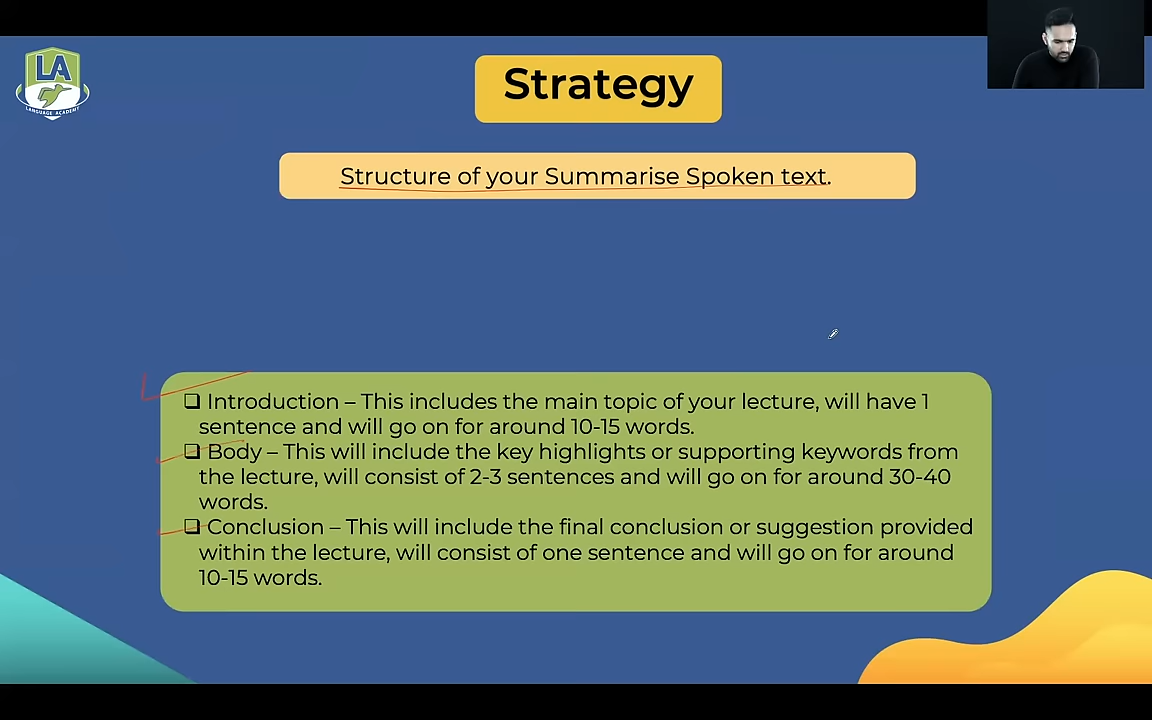 LA
LANGUAGE ACADEMY
Strategy
Structure of your Summarise Spoken text.
❑ Introduction – This includes the main topic of your lecture, will have 1
sentence and will go on for around 10-15 words.
❑ Body – This will include the key highlights or supporting keywords from
the lecture, will consist of 2-3 sentences and will go on for around 30-40
words.
❑ Conclusion – This will include the final conclusion or suggestion provided
within the lecture, will consist of one sentence and will go on for around
10-15 words.